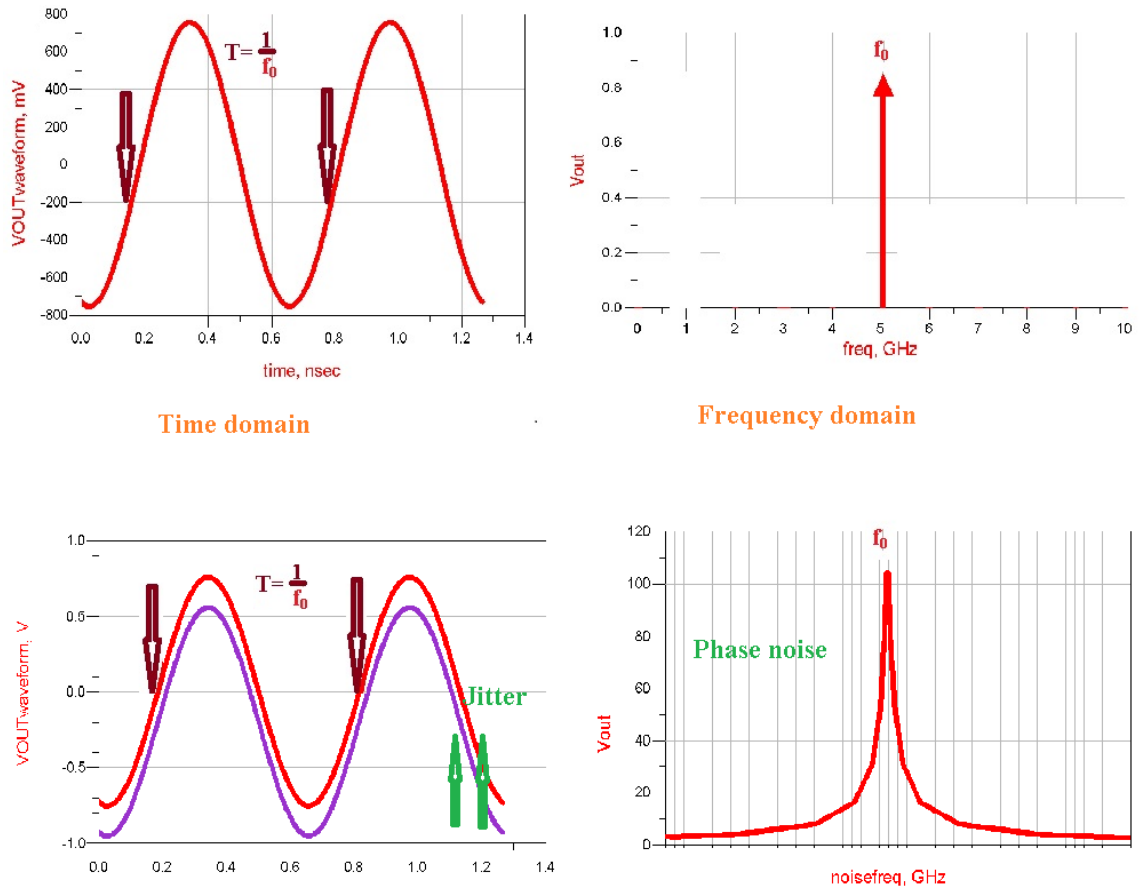 800
600
400
200
0
-200
-400
-600
-800
VOUTwaveform, mV
T= 1/f0
0.0 0.2 0.4 0.6 0.8 1.0 1.2 1.4
time, nsec
Time domain
1.0
0.8
0.6
0.4
0.2
0.0
Vout
f0
0 1 2 3 4 5 6 7 8 9 10
freq, GHz
Frequency domain
1.0
0.5
0.0
-0.5
-1.0
VOUTwaveform, V
T= 1/f0
Jitter
0.0 0.2 0.4 0.6 0.8 1.0 1.2 1.4
120
100
80
60
40
20
0
Vout
f0
Phase noise
noisefreq, GHz